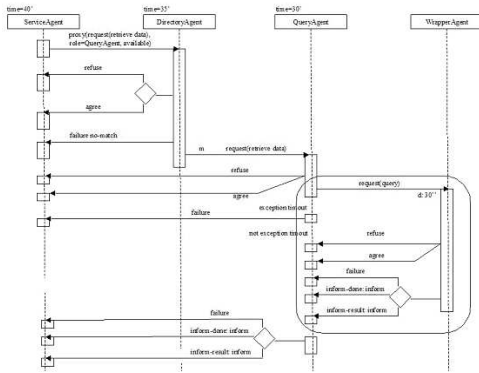 time=40'
time=35'
time=30'
ServiceAgent
DirectoryAgent
QueryAgent
WrapperAgent
proxy(request(retrieve data),
role=QueryAgent, available)
refuse
agree
failure no-match
m
request(retrieve data)
refuse
request(query)
agree
d: 30''
failure
exception timeout
not exception timeout
refuse
agree
failure
inform-done: inform
inform-result: inform
failure
inform-done: inform
inform-result: inform